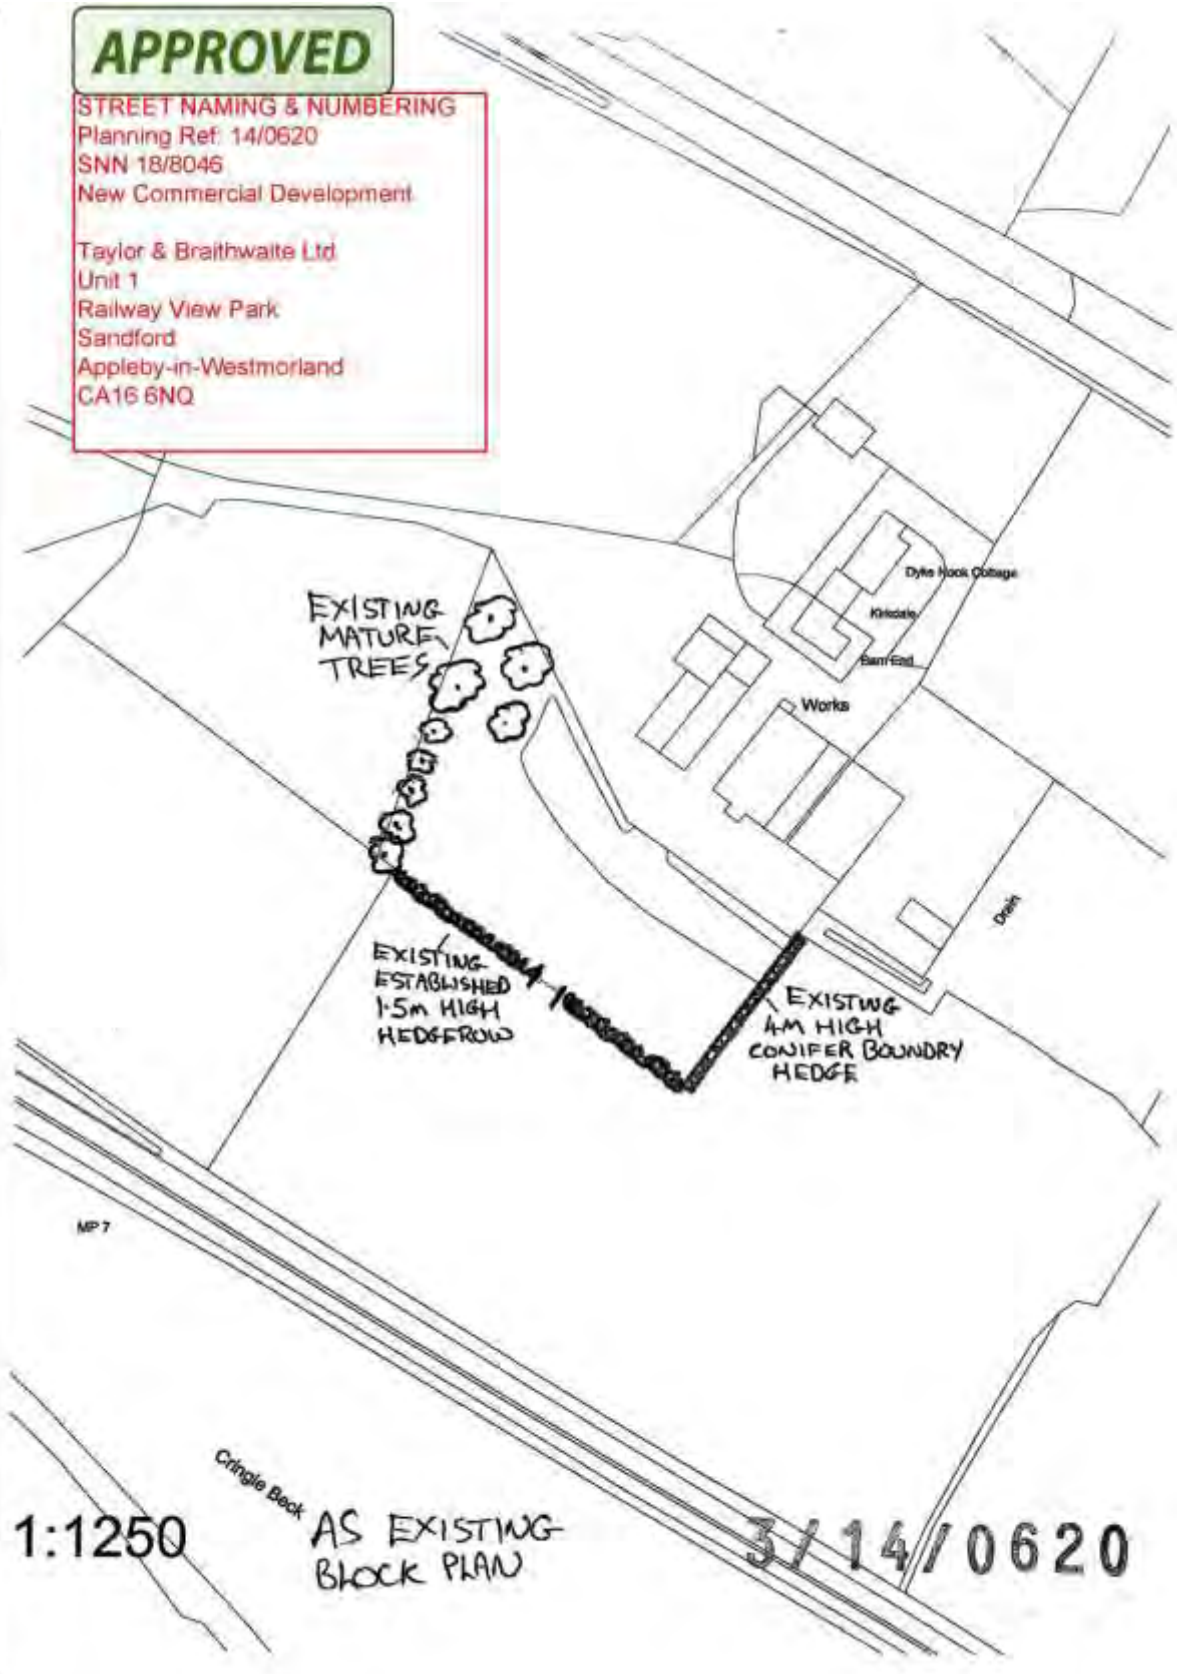 APPROVED
STREET NAMING & NUMBERING
Planning Ref: 14/0620
SNN 18/8046
New Commercial Development
Taylor & Braithwaite Ltd
Unit 1
Railway View Park
Sandford
Appleby-in-Westmorland
CA16 6NQ
EXISTING
MATURE
TREES
Dyke Nook Cottage
Kirkdale
Barn End
Works
Drain
EXISTING
ESTABLISHED
1.5m HIGH
HEDGEROW
EXISTING
4M HIGH
CONIFER BOUNDRY
HEDGE
MP 7
Cringle Beck
1:1250
AS EXISTING
BLOCK PLAN
3/14/0620